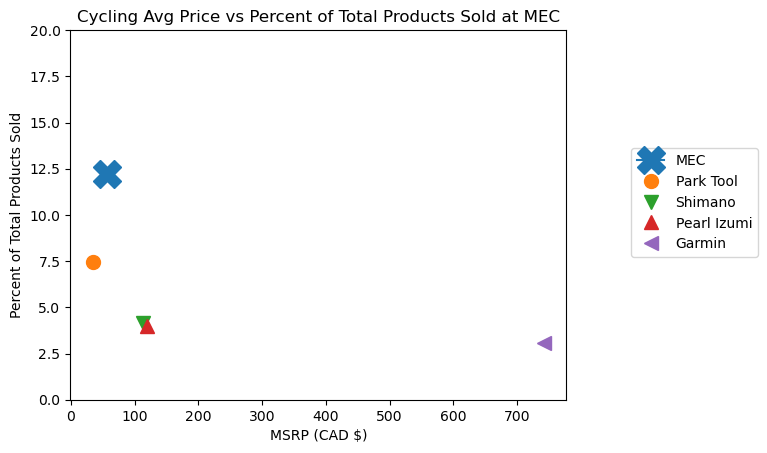 Cycling Avg Price vs Percent of Total Products Sold at MEC
20.0
17.5
15.0
12.5
10.0
7.5
5.0
2.5
0.0
Percent of Total Products Sold
0 100 200 300 400 500 600 700
MSRP (CAD $)
MEC
Park Tool
Shimano
Pearl Izumi
Garmin